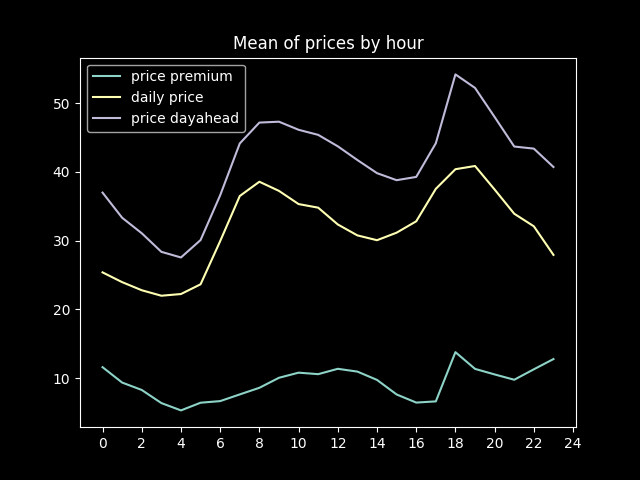 Mean of prices by hour
price premium
daily price
price dayahead
50
40
30
20
10
0 2 4 6 8 10 12 14 16 18 20 22 24